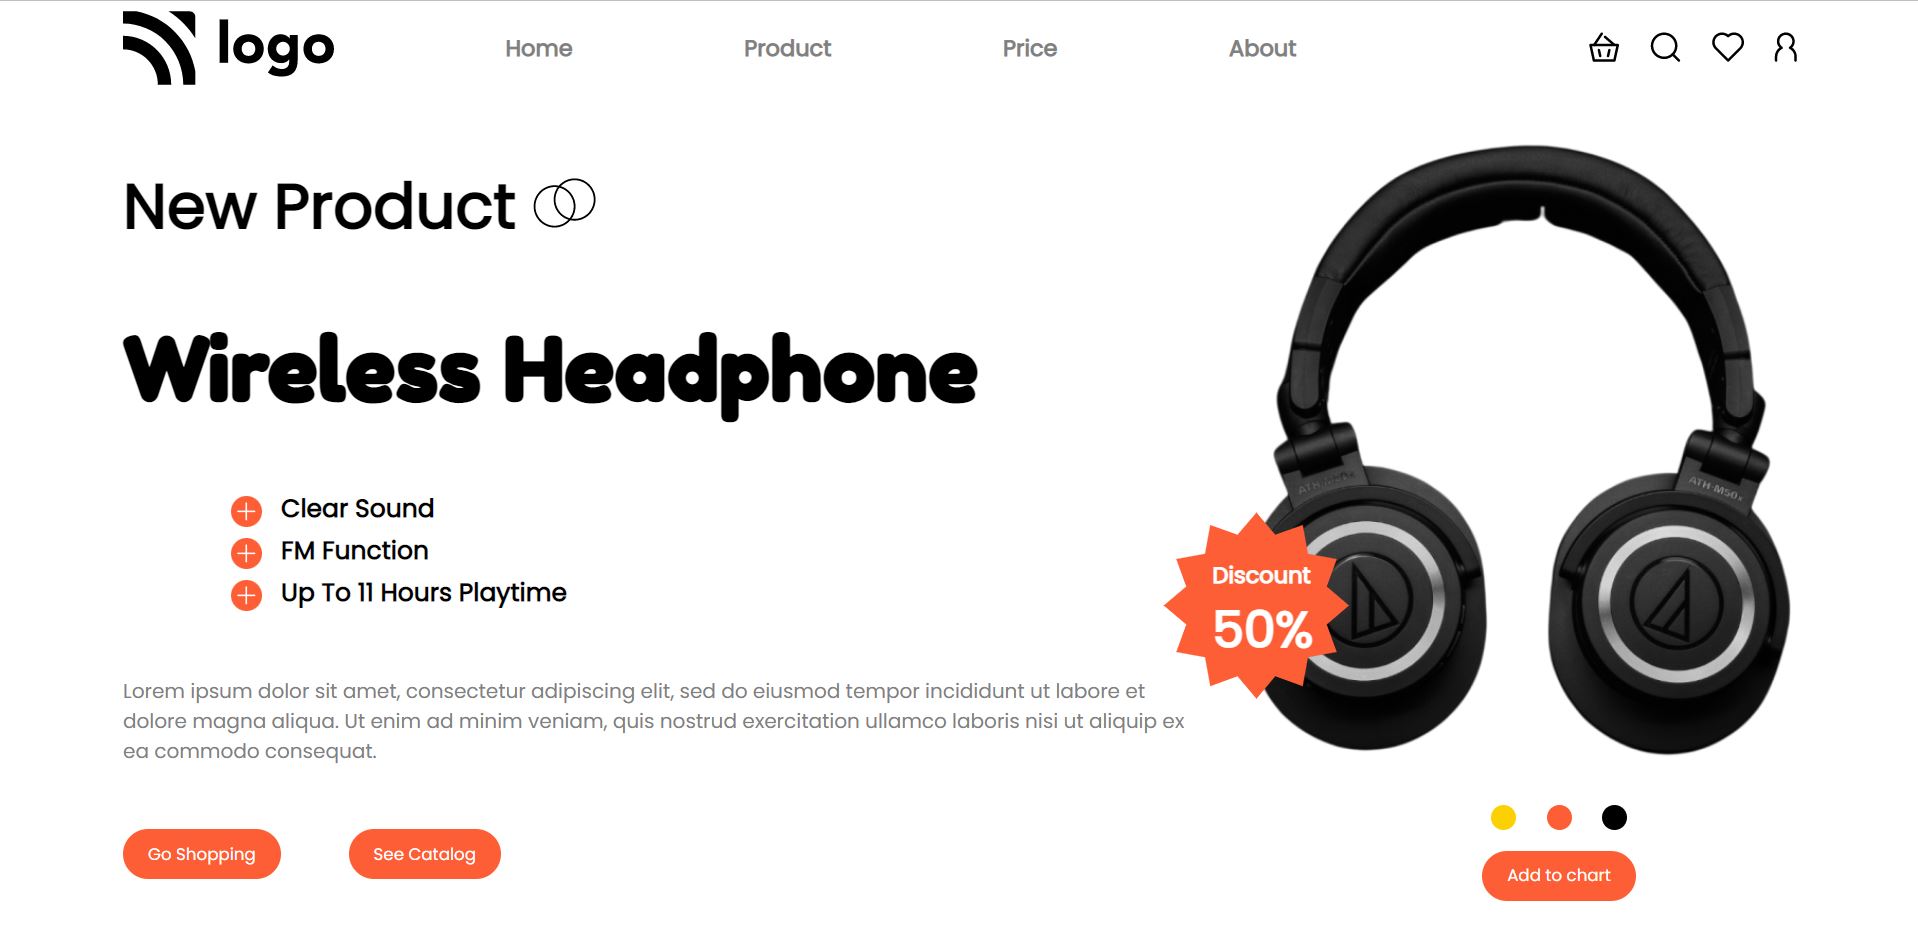 logo
Home
Product
Price
About
New Product
Wireless Headphone
Clear Sound
FM Function
Up To 11 Hours Playtime
ATH-M50x
ATH-M50x
Discount
50%
Lorem ipsum dolor sit amet, consectetur adipiscing elit, sed do eiusmod tempor incididunt ut labore et
dolore magna aliqua. Ut enim ad minim veniam, quis nostrud exercitation ullamco laboris nisi ut aliquip ex
ea commodo consequat.
Go Shopping
See Catalog
Add to chart